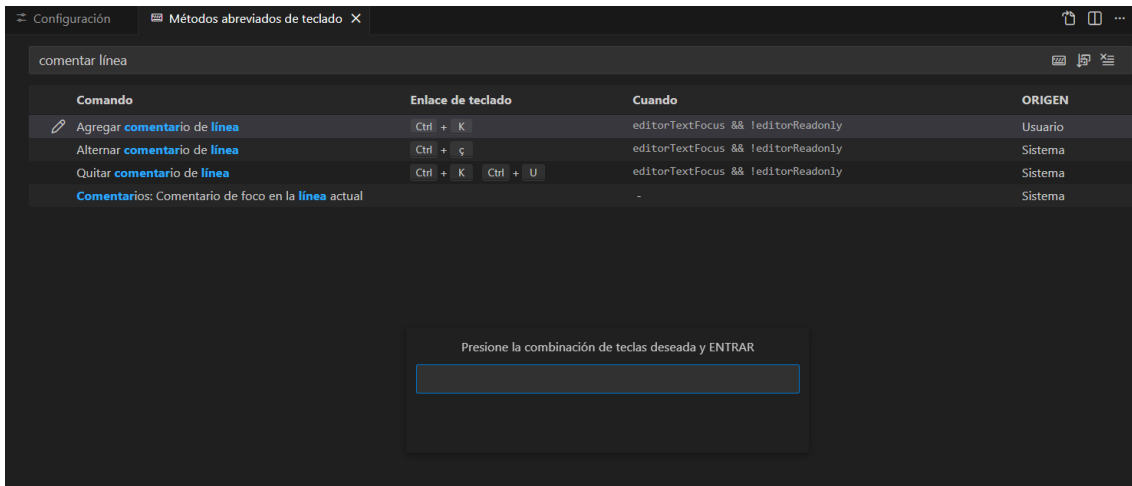 Configuración Métodos abreviados de teclado
comentar línea
Comando Enlace de teclado Cuando ORIGEN
Agregar comentario de línea Ctrl + K editorTextFocus && !editorReadonly Usuario
Alternar comentario de línea Ctrl + ç editorTextFocus && !editorReadonly Sistema
Quitar comentario de línea Ctrl + K Ctrl + U editorTextFocus && !editorReadonly Sistema
Comentarios: Comentario de foco en la línea actual - Sistema
Presione la combinación de teclas deseada y ENTRAR